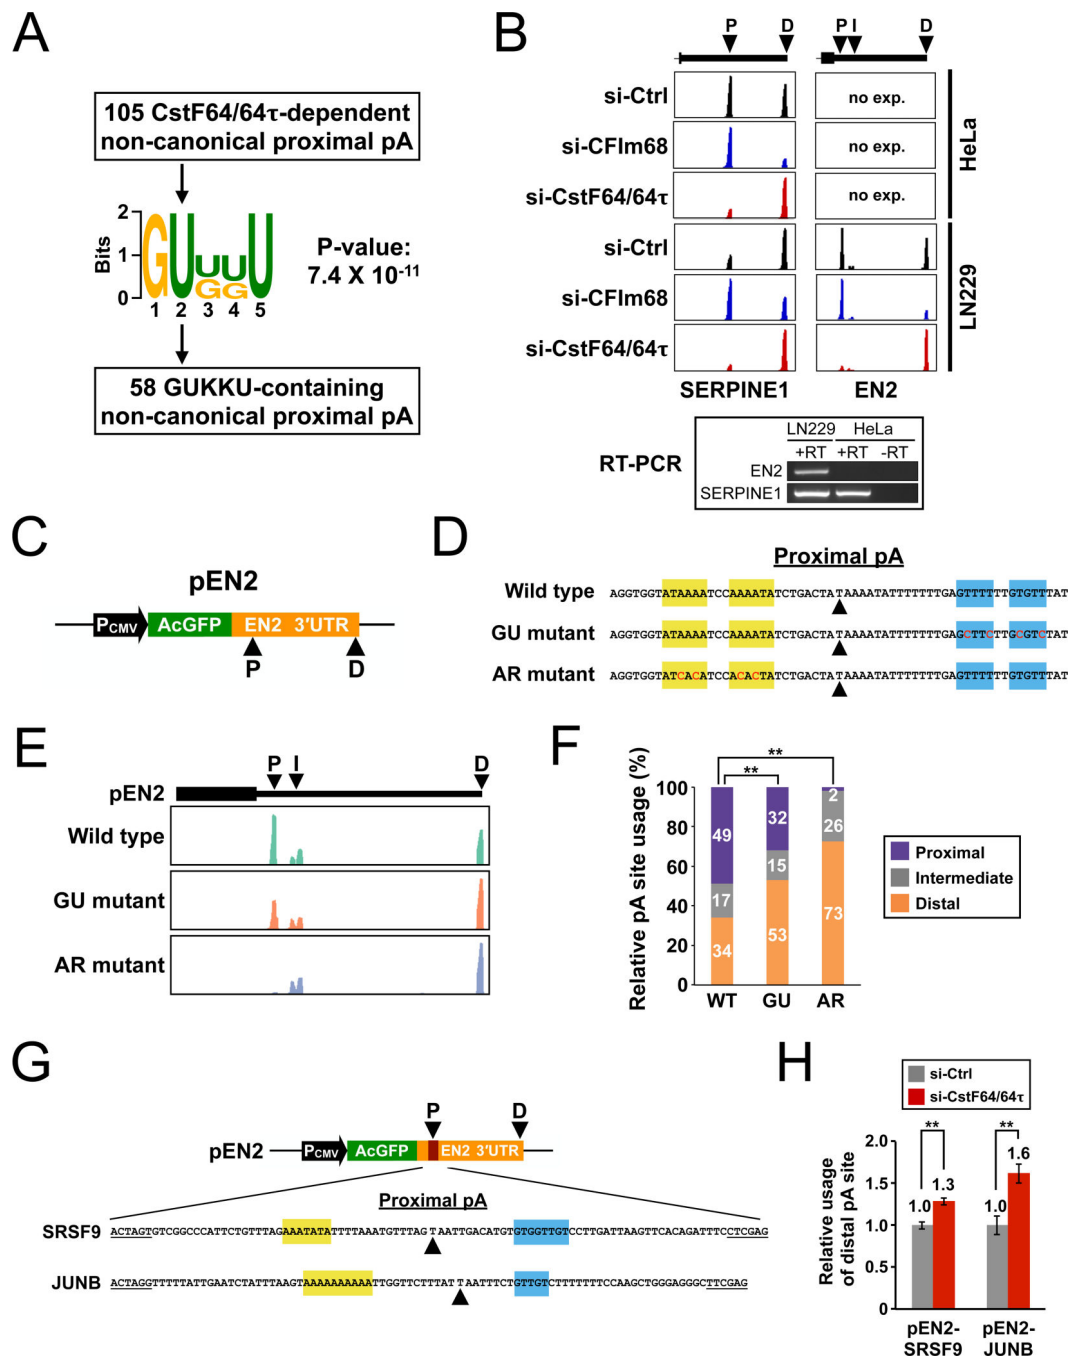 A
105 CstF64/64τ-dependent
non-canonical proximal pA
Bits
2
1
0
GUUUU
GG
1 2 3 4 5
P-value:
7.4 X 10-11
58 GUKKU-containing
non-canonical proximal pA
B
P D P I D
si-Ctrl no exp.
si-CFIm68 no exp.
si-CstF64/64τ no exp.
HeLa
si-Ctrl
si-CFIm68
si-CstF64/64τ
LN229
SERPINE1 EN2
RT-PCR
LN229 HeLa
+RT +RT -RT
EN2
SERPINE1
C
pEN2
PCMV AcGFP EN2 3'UTR
P D
D
Proximal pA
Wild type AGGTGGTATAAAATCCAAAATATCTGACTATAAAATATTTTTTTGAGTTTTTTGTGTTTAT
GU mutant AGGTGGTATAAAATCCAAAATATCTGACTATAAAATATTTTTTTGAGCTTCTTGCGTCTAT
AR mutant AGGTGGTATCACATCCACACTATCTGACTATAAAATATTTTTTTGAGTTTTTTGTGTTTAT
E
P I D
pEN2
Wild type
GU mutant
AR mutant
F
Relative pA site usage (%)
100
80
60
40
20
0
** **
49 32 2
17 15 26
34 53 73
WT GU AR
Proximal
Intermediate
Distal
G
P D
pEN2 PCMV AcGFP EN2 3'UTR
Proximal pA
SRSF9 ACTAGTGTCGGCCCATTCTGTTTAGAAATATATTTTAAATGTTTAGTAATTGACATGTGTGGTTGTCCTTGATTAAGTTCACAGATTTCCTCGAG
JUNB ACTAGGTTTTTATTGAATCTATTTAAGTAAAAAAAAAATTGGTTCTTTATTAATTTCTGTTGTCTTTTTTTTCCAAGCTGGGAGGGCTTCGAG
H
si-Ctrl
si-CstF64/64τ
Relative usage
of distal pA site
2.0
1.5
1.0
0.5
0
** **
1.0 1.3 1.0 1.6
pEN2-
SRSF9
pEN2-
JUNB